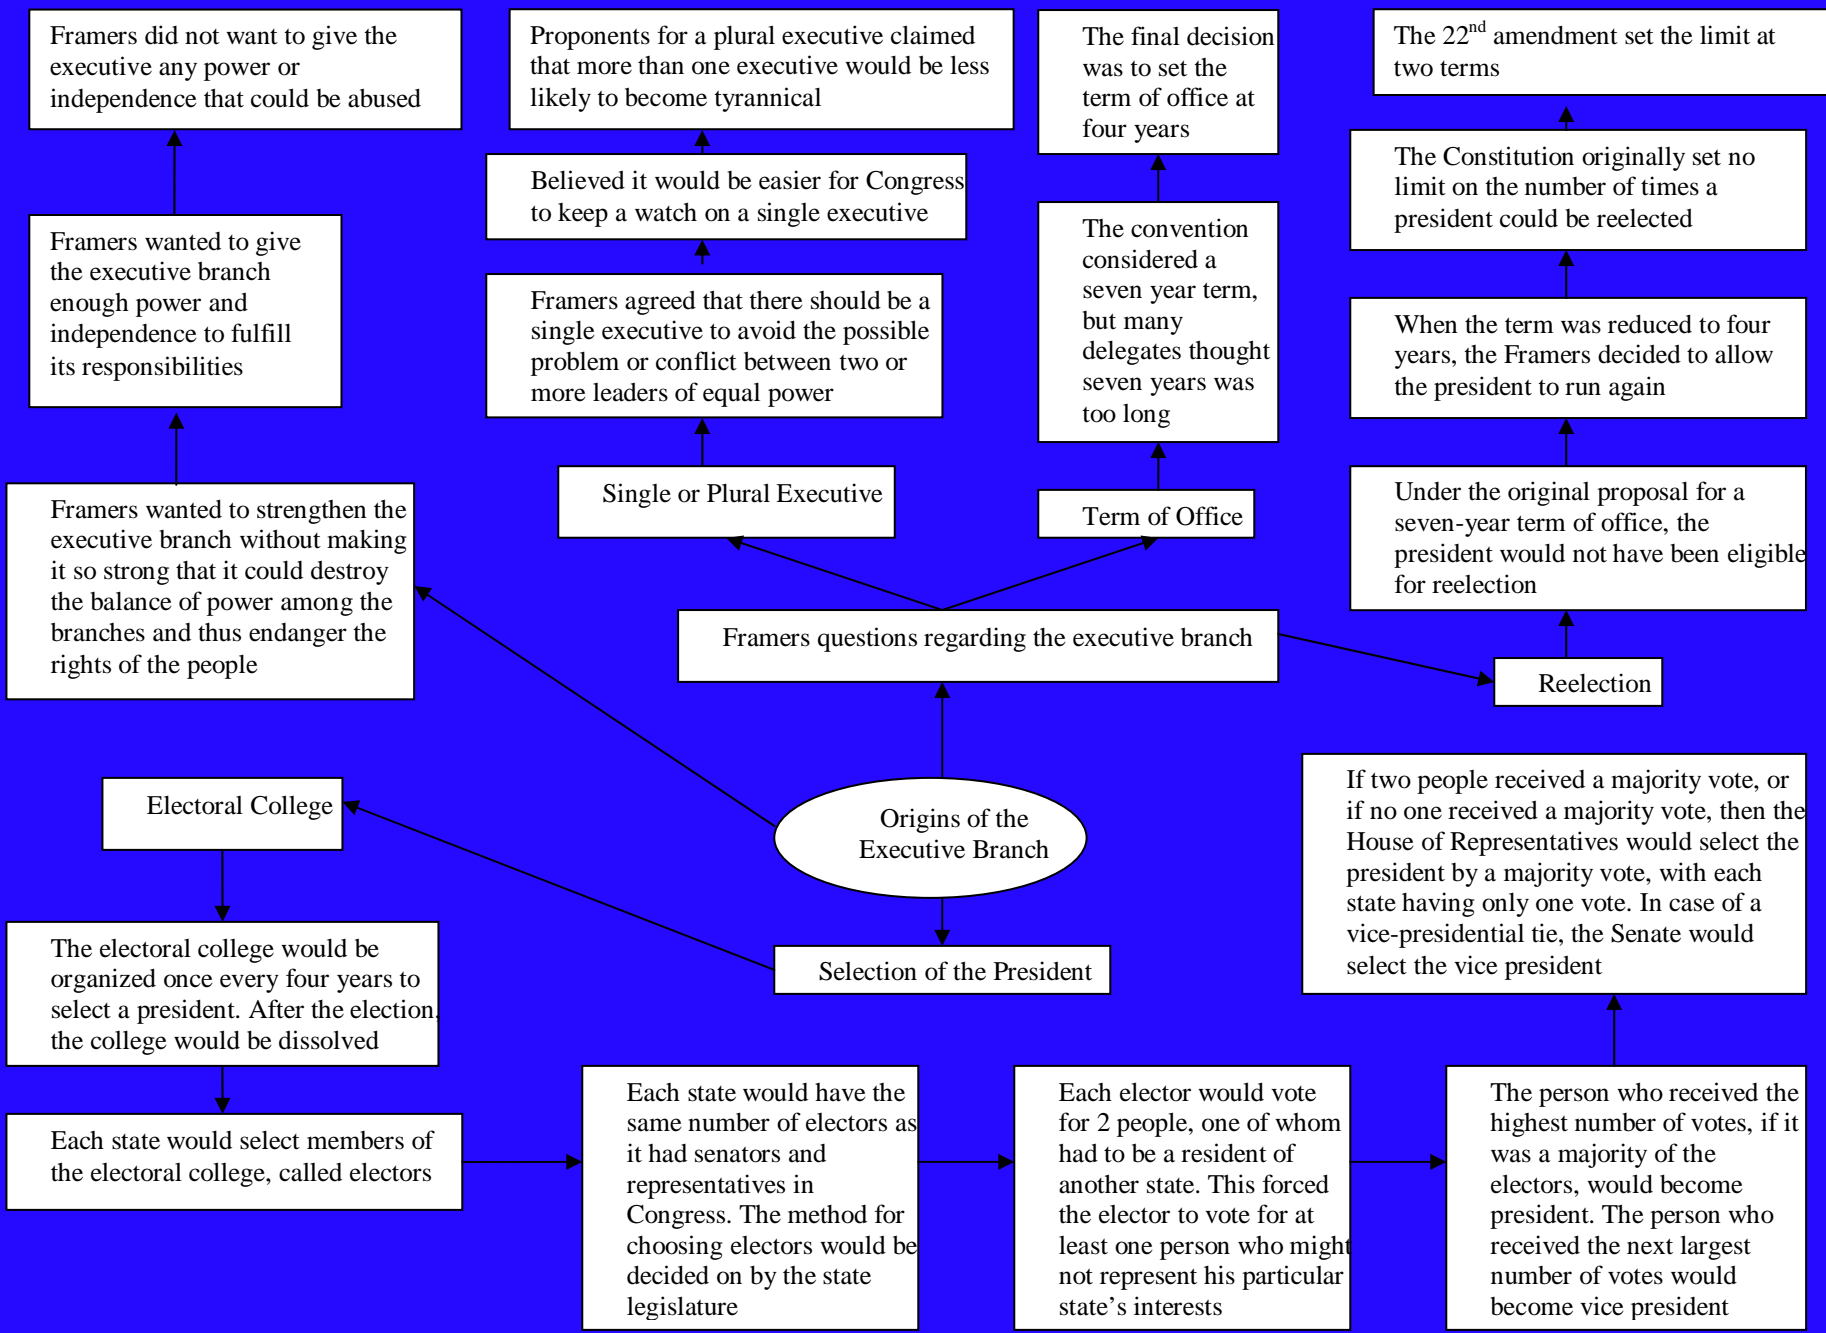 Framers did not want to give the
executive any power or
independence that could be abused
Proponents for a plural executive claimed
that more than one executive would be less
likely to become tyrannical
The final decision
was to set the
term of office at
four years
The 22nd amendment set the limit at
two terms
The Constitution originally set no
limit on the number of times a
president could be reelected
Believed it would be easier for Congress
to keep a watch on a single executive
Framers wanted to give
the executive branch
enough power and
independence to fulfill
its responsibilities
The convention
considered a
seven year term,
but many
delegates thought
seven years was
too long
Framers agreed that there should be a
single executive to avoid the possible
problem or conflict between two or
more leaders of equal power
When the term was reduced to four
years, the Framers decided to allow
the president to run again
Single or Plural Executive
Term of Office
Under the original proposal for a
seven-year term of office, the
president would not have been eligible
for reelection
Framers wanted to strengthen the
executive branch without making
it so strong that it could destroy
the balance of power among the
branches and thus endanger the
rights of the people
Framers questions regarding the executive branch
Reelection
Electoral College
Origins of the
Executive Branch
If two people received a majority vote, or
if no one received a majority vote, then the
House of Representatives would select the
president by a majority vote, with each
state having only one vote. In case of a
vice-presidential tie, the Senate would
select the vice president
The electoral college would be
organized once every four years to
select a president. After the election,
the college would be dissolved
Selection of the President
Each state would select members of
the electoral college, called electors
Each state would have the
same number of electors as
it had senators and
representatives in
Congress. The method for
choosing electors would be
decided on by the state
legislature
Each elector would vote
for 2 people, one of whom
had to be a resident of
another state. This forced
the elector to vote for at
least one person who might
not represent his particular
state’s interests
The person who received the
highest number of votes, if it
was a majority of the
electors, would become
president. The person who
received the next largest
number of votes would
become vice president